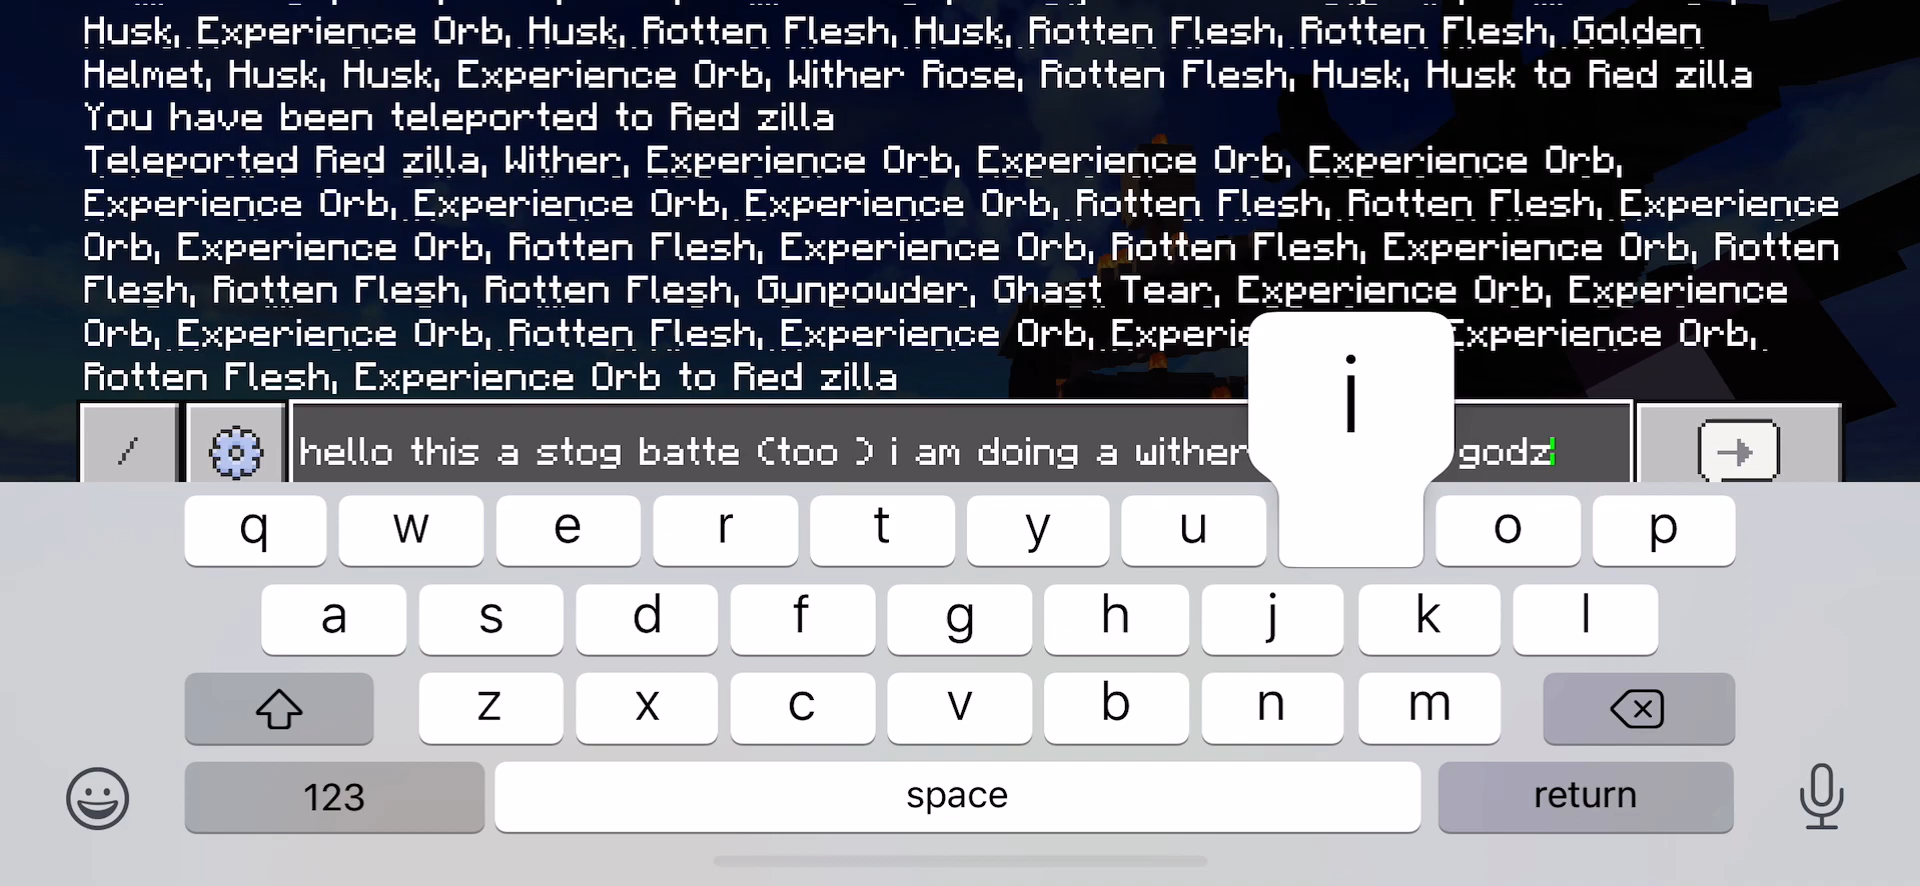 Husk, Experience Orb, Husk, Rotten Flesh, Husk, Rotten Flesh, Rotten Flesh, Golden
Helmet, Husk, Husk, Experience Orb, Wither Rose, Rotten Flesh, Husk, Husk to Red zilla
You have been teleported to Red zilla
Teleported Red zilla, Wither, Experience Orb, Experience Orb, Experience Orb,
Experience Orb, Experience Orb, Experience Orb, Rotten Flesh, Rotten Flesh, Experience
Orb, Experience Orb, Rotten Flesh, Experience Orb, Rotten Flesh, Experience Orb, Rotten
Flesh, Rotten Flesh, Rotten Flesh, Gunpowder, Ghast Tear, Experience Orb, Experience
Orb, Experience Orb, Rotten Flesh, Experience Orb, Experience Orb,
Rotten Flesh, Experience Orb to Red zilla
/ hello this a stog batte (too ) i am doing a wither godz
i
q w e r t y u o p
a s d f g h j k l
z x c v b n m
123 space return